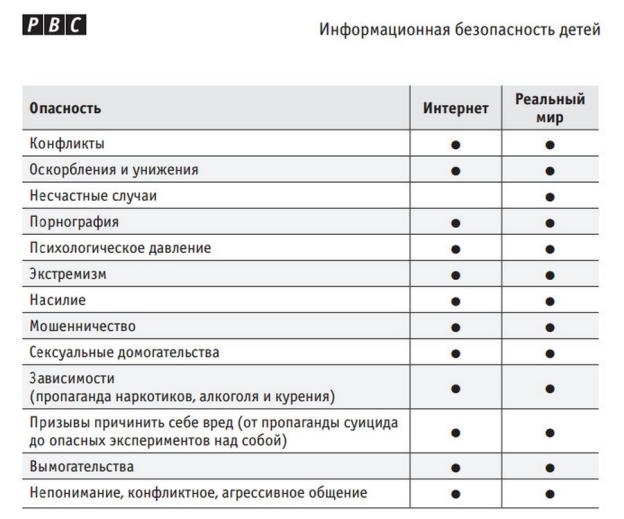 РВС
Информационная безопасность детей
Опасность Интернет Реальный
мир
Конфликты ● ●
Оскорбления и унижения ● ●
Несчастные случаи ●
Порнография ● ●
Психологическое давление ● ●
Экстремизм ● ●
Насилие ● ●
Мошенничество ● ●
Сексуальные домогательства ● ●
Зависимости
(пропаганда наркотиков, алкоголя и курения) ● ●
Призывы причинить себе вред (от пропаганды суицида
до опасных экспериментов над собой) ● ●
Вымогательства ● ●
Непонимание, конфликтное, агрессивное общение ● ●